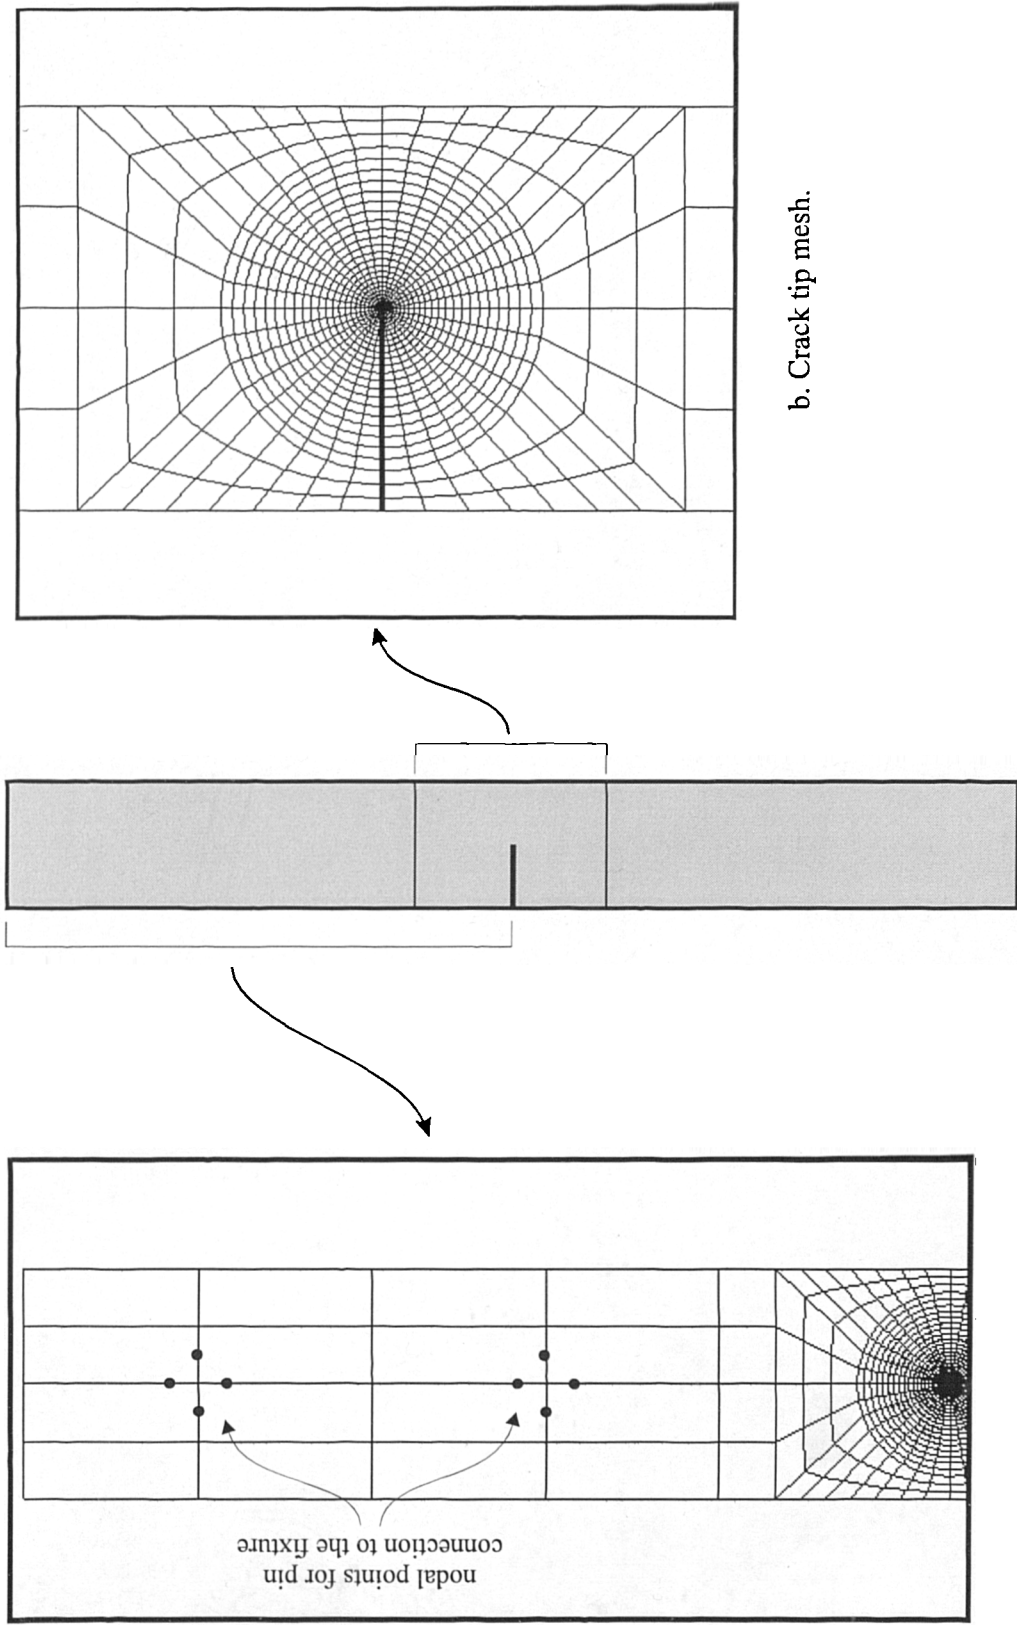 nodal points for pin
connection to the fixture
b. Crack tip mesh.